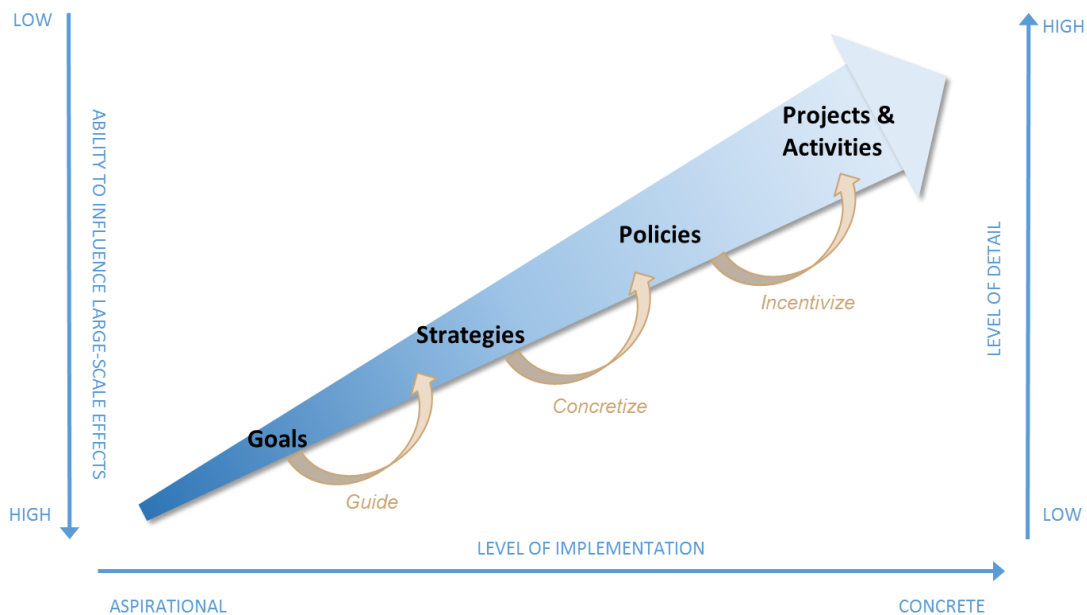 LOW
HIGH
ABILITY TO INFLUENCE LARGE-SCALE EFFECTS
Projects &
Activities
Policies
Incentivize
LEVEL OF DETAIL
Strategies
Concretize
Goals
Guide
HIGH
LOW
LEVEL OF IMPLEMENTATION
ASPIRATIONAL
CONCRETE